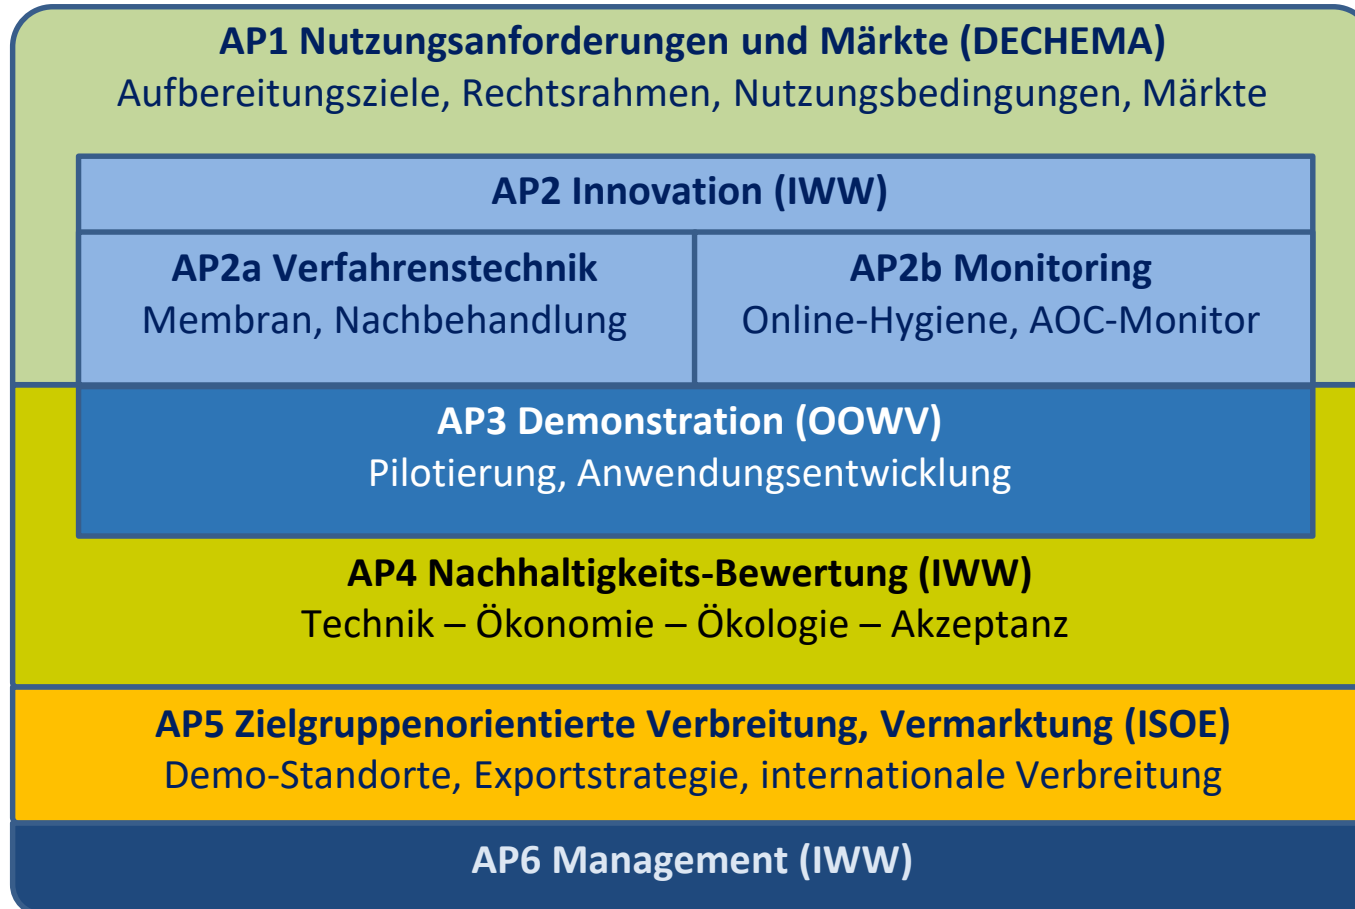 AP1 Nutzungsanforderungen und Märkte (DECHEMA)
Aufbereitungsziele, Rechtsrahmen, Nutzungsbedingungen, Märkte
AP2 Innovation (IWW)
AP2a Verfahrenstechnik
Membran, Nachbehandlung
AP2b Monitoring
Online-Hygiene, AOC-Monitor
AP3 Demonstration (OOWV)
Pilotierung, Anwendungsentwicklung
AP4 Nachhaltigkeits-Bewertung (IWW)
Technik – Ökonomie – Ökologie – Akzeptanz
AP5 Zielgruppenorientierte Verbreitung, Vermarktung (ISOE)
Demo-Standorte, Exportstrategie, internationale Verbreitung
AP6 Management (IWW)